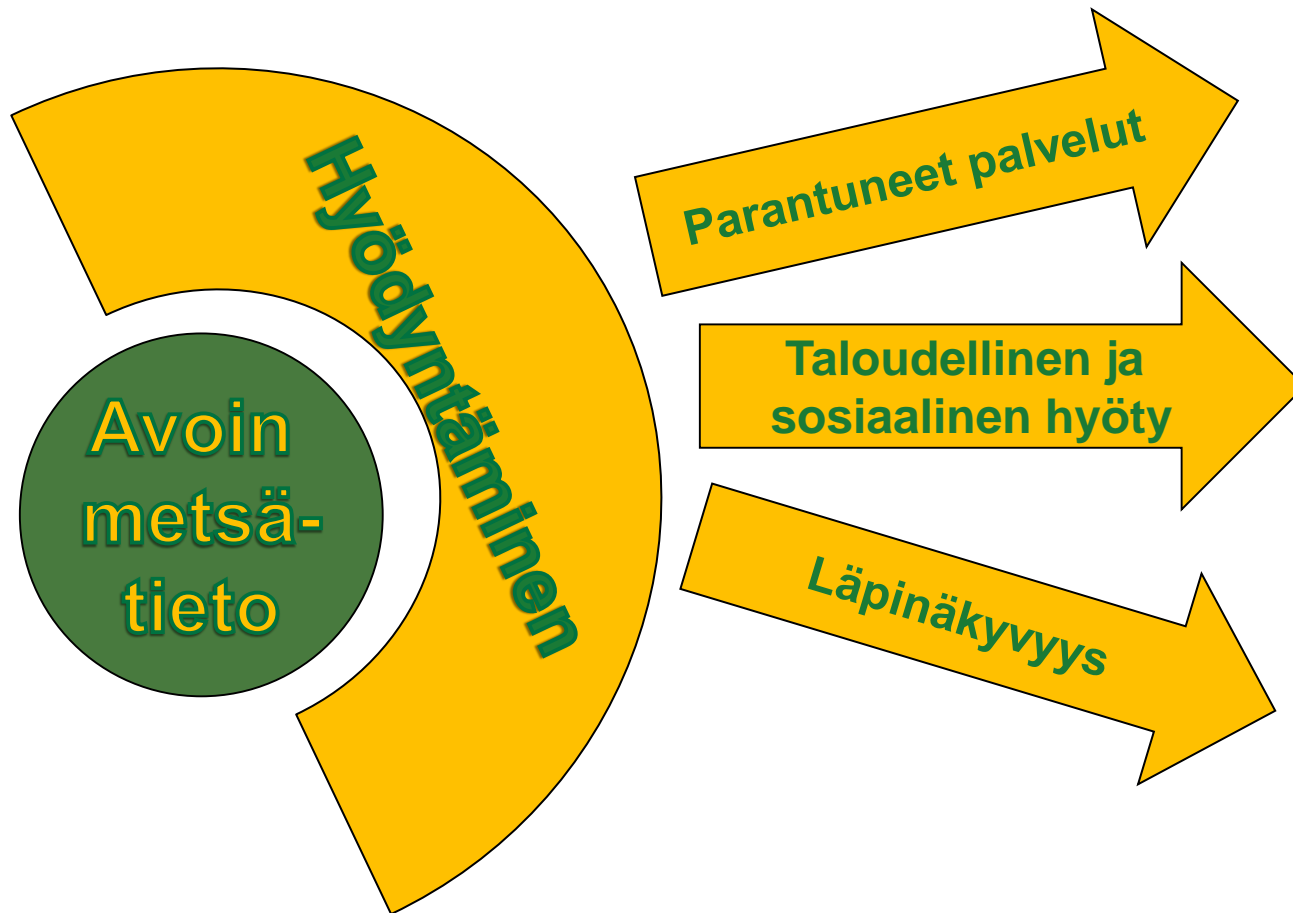 Avoin
metsä-
tieto
Hyödyntäminen
Parantuneet palvelut
Taloudellinen ja
sosiaalinen hyöty
Läpinäkyvyys